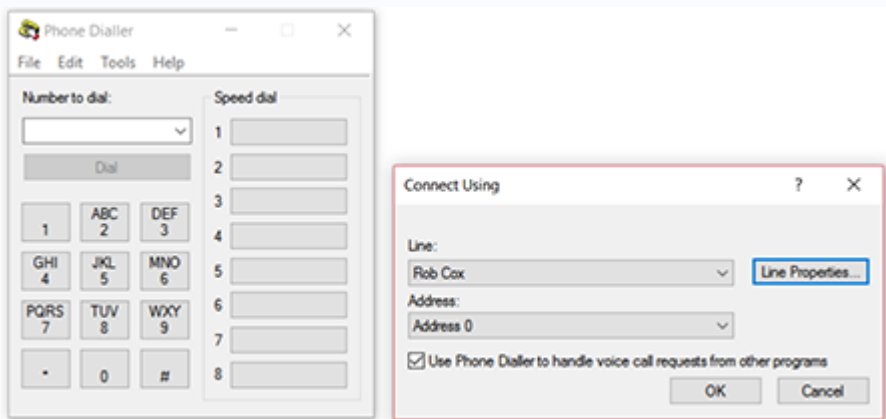 Phone Dialler
File Edit Tools Help
Number to dial:
Dial
1
ABC
2
DEF
3
GHI
4
JKL
5
MNO
6
PQRS
7
TUV
8
WXY
9
*
0
#
Speed dial
1
2
3
4
5
6
7
8
Connect Using
?
Line:
Rob Cox
Line Properties...
Address:
Address 0
Use Phone Dialler to handle voice call requests from other programs
OK
Cancel